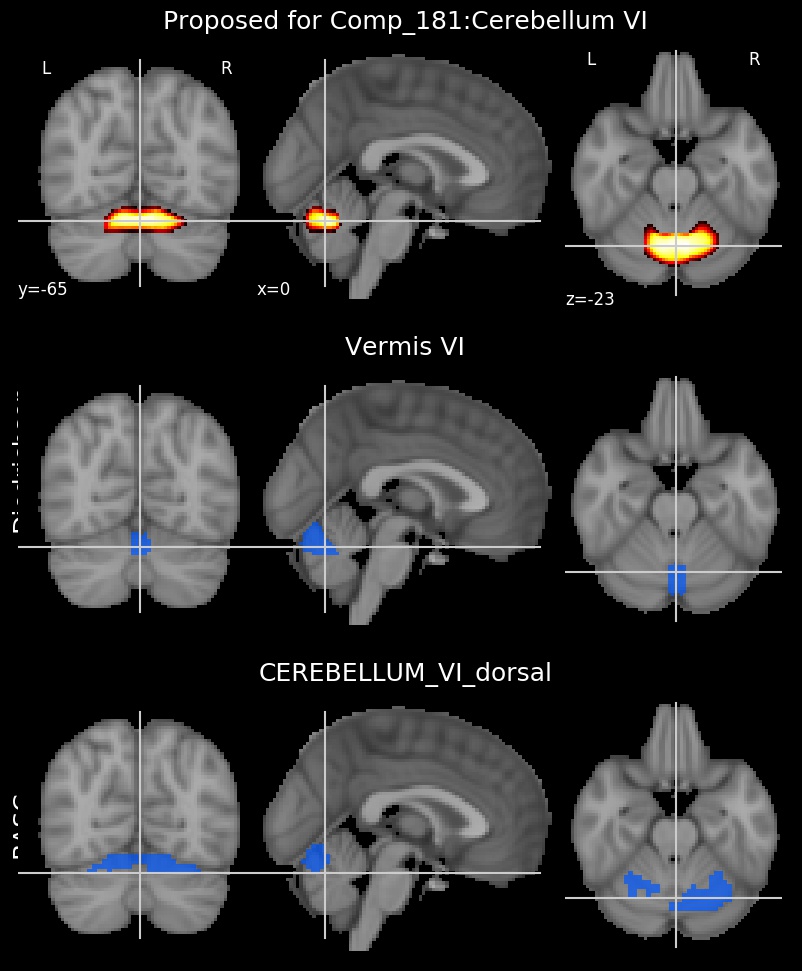 Proposed for Comp_181:Cerebellum VI
L R L R
y=-65 x=0 z=-23
Vermis VI
CEREBELLUM_VI_dorsal